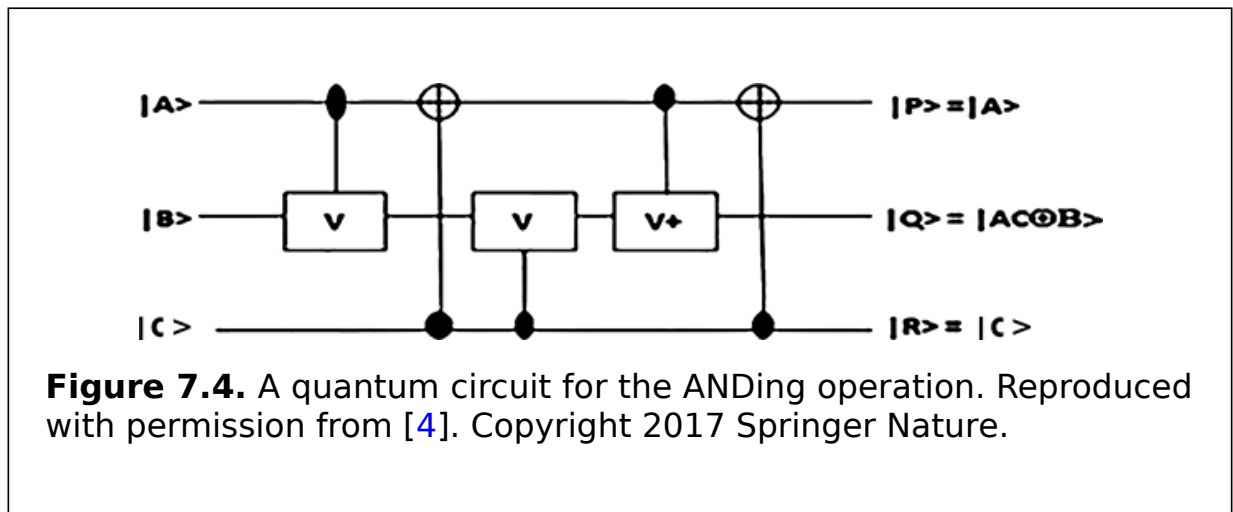 |A> |P> =|A>
|B> V V V+ |Q> = |AC⊕B>
|C > |R> = |C >
Figure 7.4. A quantum circuit for the ANDing operation. Reproduced
with permission from [4]. Copyright 2017 Springer Nature.